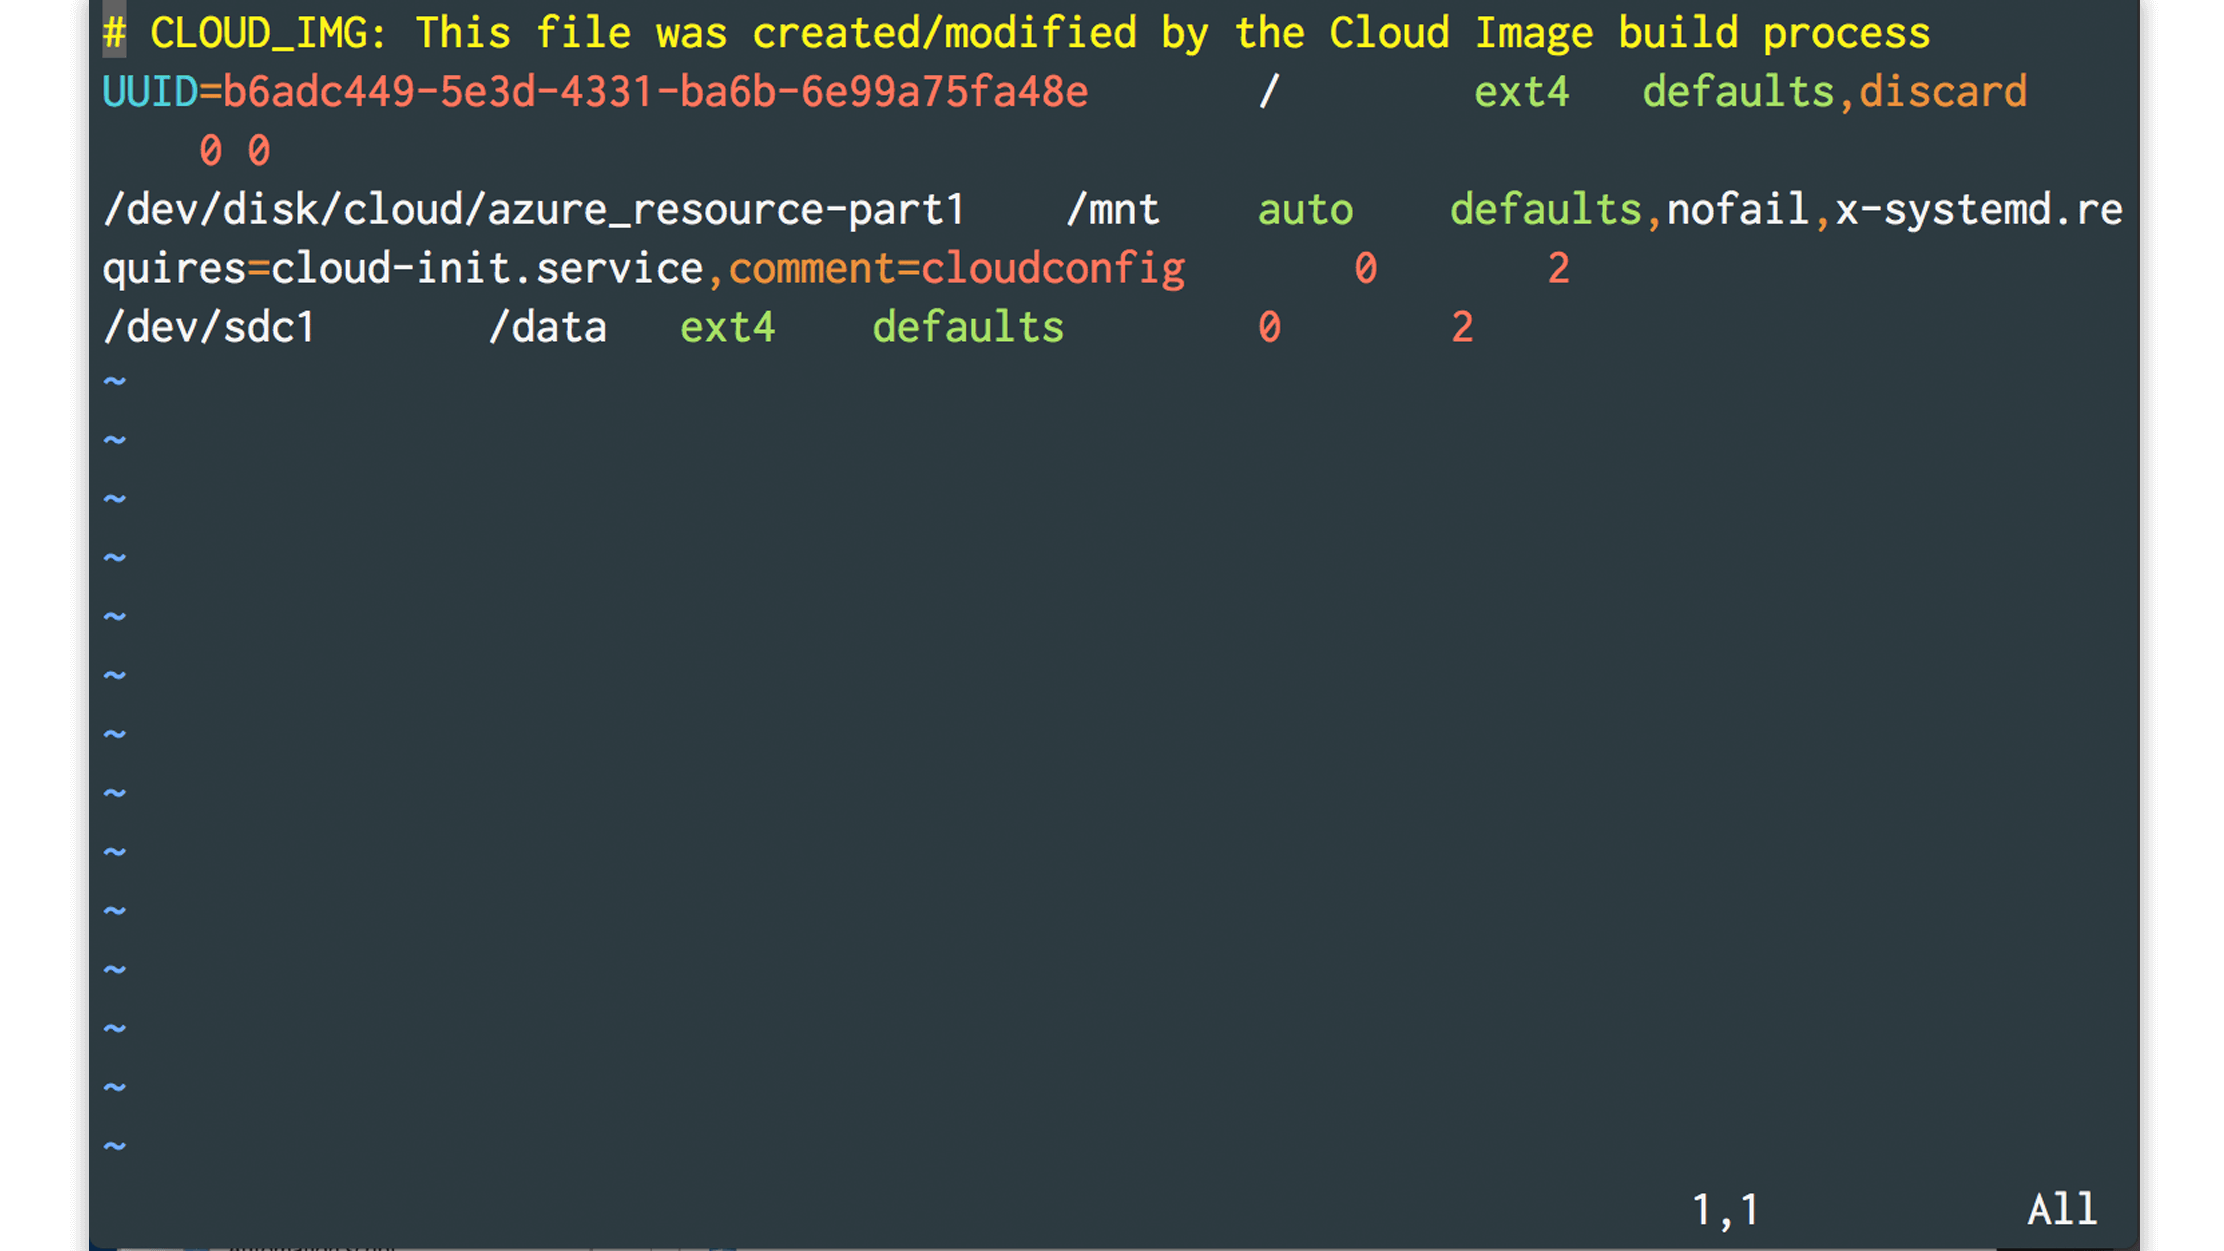 # CLOUD_IMG: This file was created/modified by the Cloud Image build process
UUID=b6adc449-5e3d-4331-ba6b-6e99a75fa48e / ext4 defaults,discard
0 0
/dev/disk/cloud/azure_resource-part1 /mnt auto defaults,nofail,x-systemd.re
quires=cloud-init.service,comment=cloudconfig 0 2
/dev/sdc1 /data ext4 defaults 0 2
~
~
~
~
~
~
~
~
~
~
~
~
~
~
1,1 All